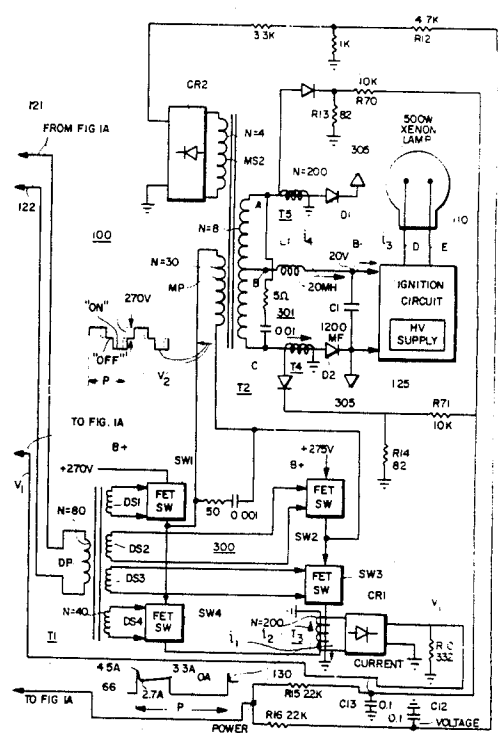 3.3K
4.7K
R12
1K
CR2
10K
R70
121
FROM FIG 1A
N=4
MS2
R13
82
500W
XENON
LAMP
122
N=200
305
A
T5
D1
110
100
N=8
N=30
MP
i4
20V
B-
i3
D
E
"ON"
270V
"OFF"
P
V2
B
5Ω
301
0.01
20MH
C1
1200
MF
IGNITION
CIRCUIT
HV
SUPPLY
C
T4
D2
T2
125
305
R71
10K
TO FIG. 1A
B+
+270V
SW1
+275V
B+
R14
82
V1
DS1
FET
SW
50
0.001
FET
SW
N=80
DP
DS2
300
SW2
DS3
FET
SW
SW3
N=40
DS4
FET
SW
SW4
CR1
N=200
T1
i1
i2
T3
CURRENT
332
4.5A
3.3A
0A
130
66
2.7A
P
R15 22K
TO FIG 1A
C13
0.1
C12
0.1
POWER
R16 22K
VOLTAGE